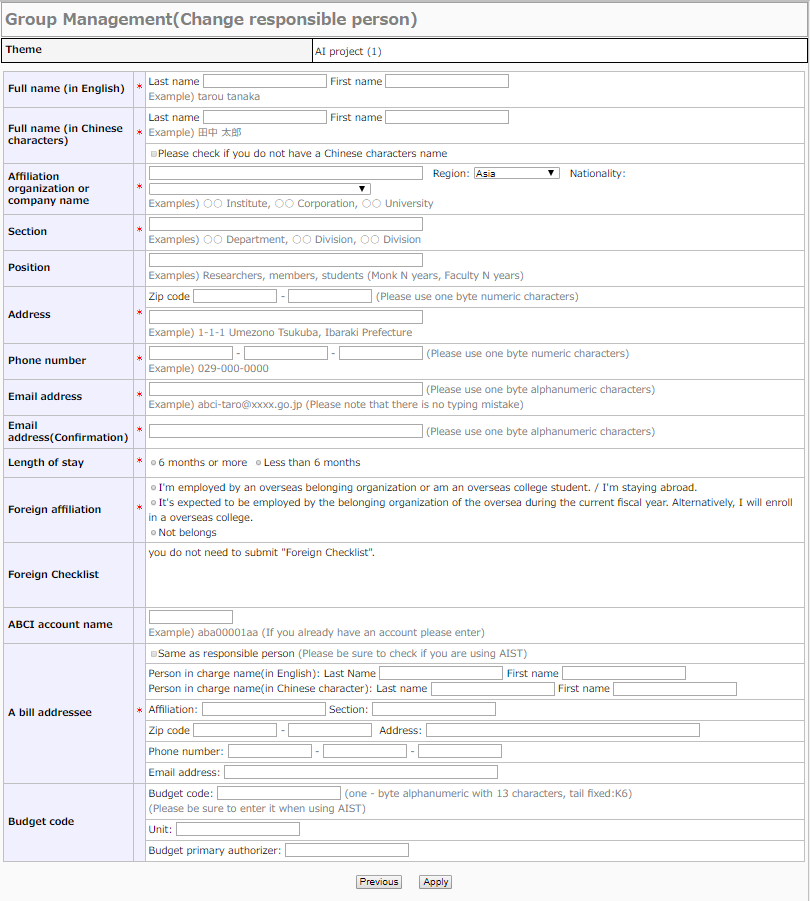 Group Management(Change responsible person)
Theme
AI project (1)
Full name (in English)
*
Last name
First name
Example) tarou tanaka
Full name (in Chinese
characters)
*
Last name
First name
Example) 田中 太郎
Please check if you do not have a Chinese characters name
Affiliation
organization or
company name
*
Region: Asia ▼ Nationality:
▼
Examples) ○○ Institute, ○○ Corporation, ○○ University
Section
*
Examples) ○○ Department, ○○ Division, ○○ Division
Position
Examples) Researchers, members, students (Monk N years, Faculty N years)
Address
*
Zip code - (Please use one byte numeric characters)
Example) 1-1-1 Umezono Tsukuba, Ibaraki Prefecture
Phone number
*
- - (Please use one byte numeric characters)
Example) 029-000-0000
Email address
*
(Please use one byte alphanumeric characters)
Example) abci-taro@xxxx.go.jp (Please note that there is no typing mistake)
Email
address(Confirmation)
*
(Please use one byte alphanumeric characters)
Length of stay
*
6 months or more Less than 6 months
Foreign affiliation
*
I'm employed by an overseas belonging organization or am an overseas college student. / I'm staying abroad.
It's expected to be employed by the belonging organization of the oversea during the current fiscal year. Alternatively, I will enroll
in a overseas college.
Not belongs
Foreign Checklist
you do not need to submit "Foreign Checklist".
ABCI account name
Example) aba00001aa (If you already have an account please enter)
A bill addressee
*
Same as responsible person (Please be sure to check if you are using AIST)
Person in charge name(in English): Last Name First name
Person in charge name(in Chinese character): Last name First name
Affiliation: Section:
Zip code - Address:
Phone number: - -
Email address:
Budget code
Budget code: (one - byte alphanumeric with 13 characters, tail fixed:K6)
(Please be sure to enter it when using AIST)
Unit:
Budget primary authorizer:
Previous
Apply